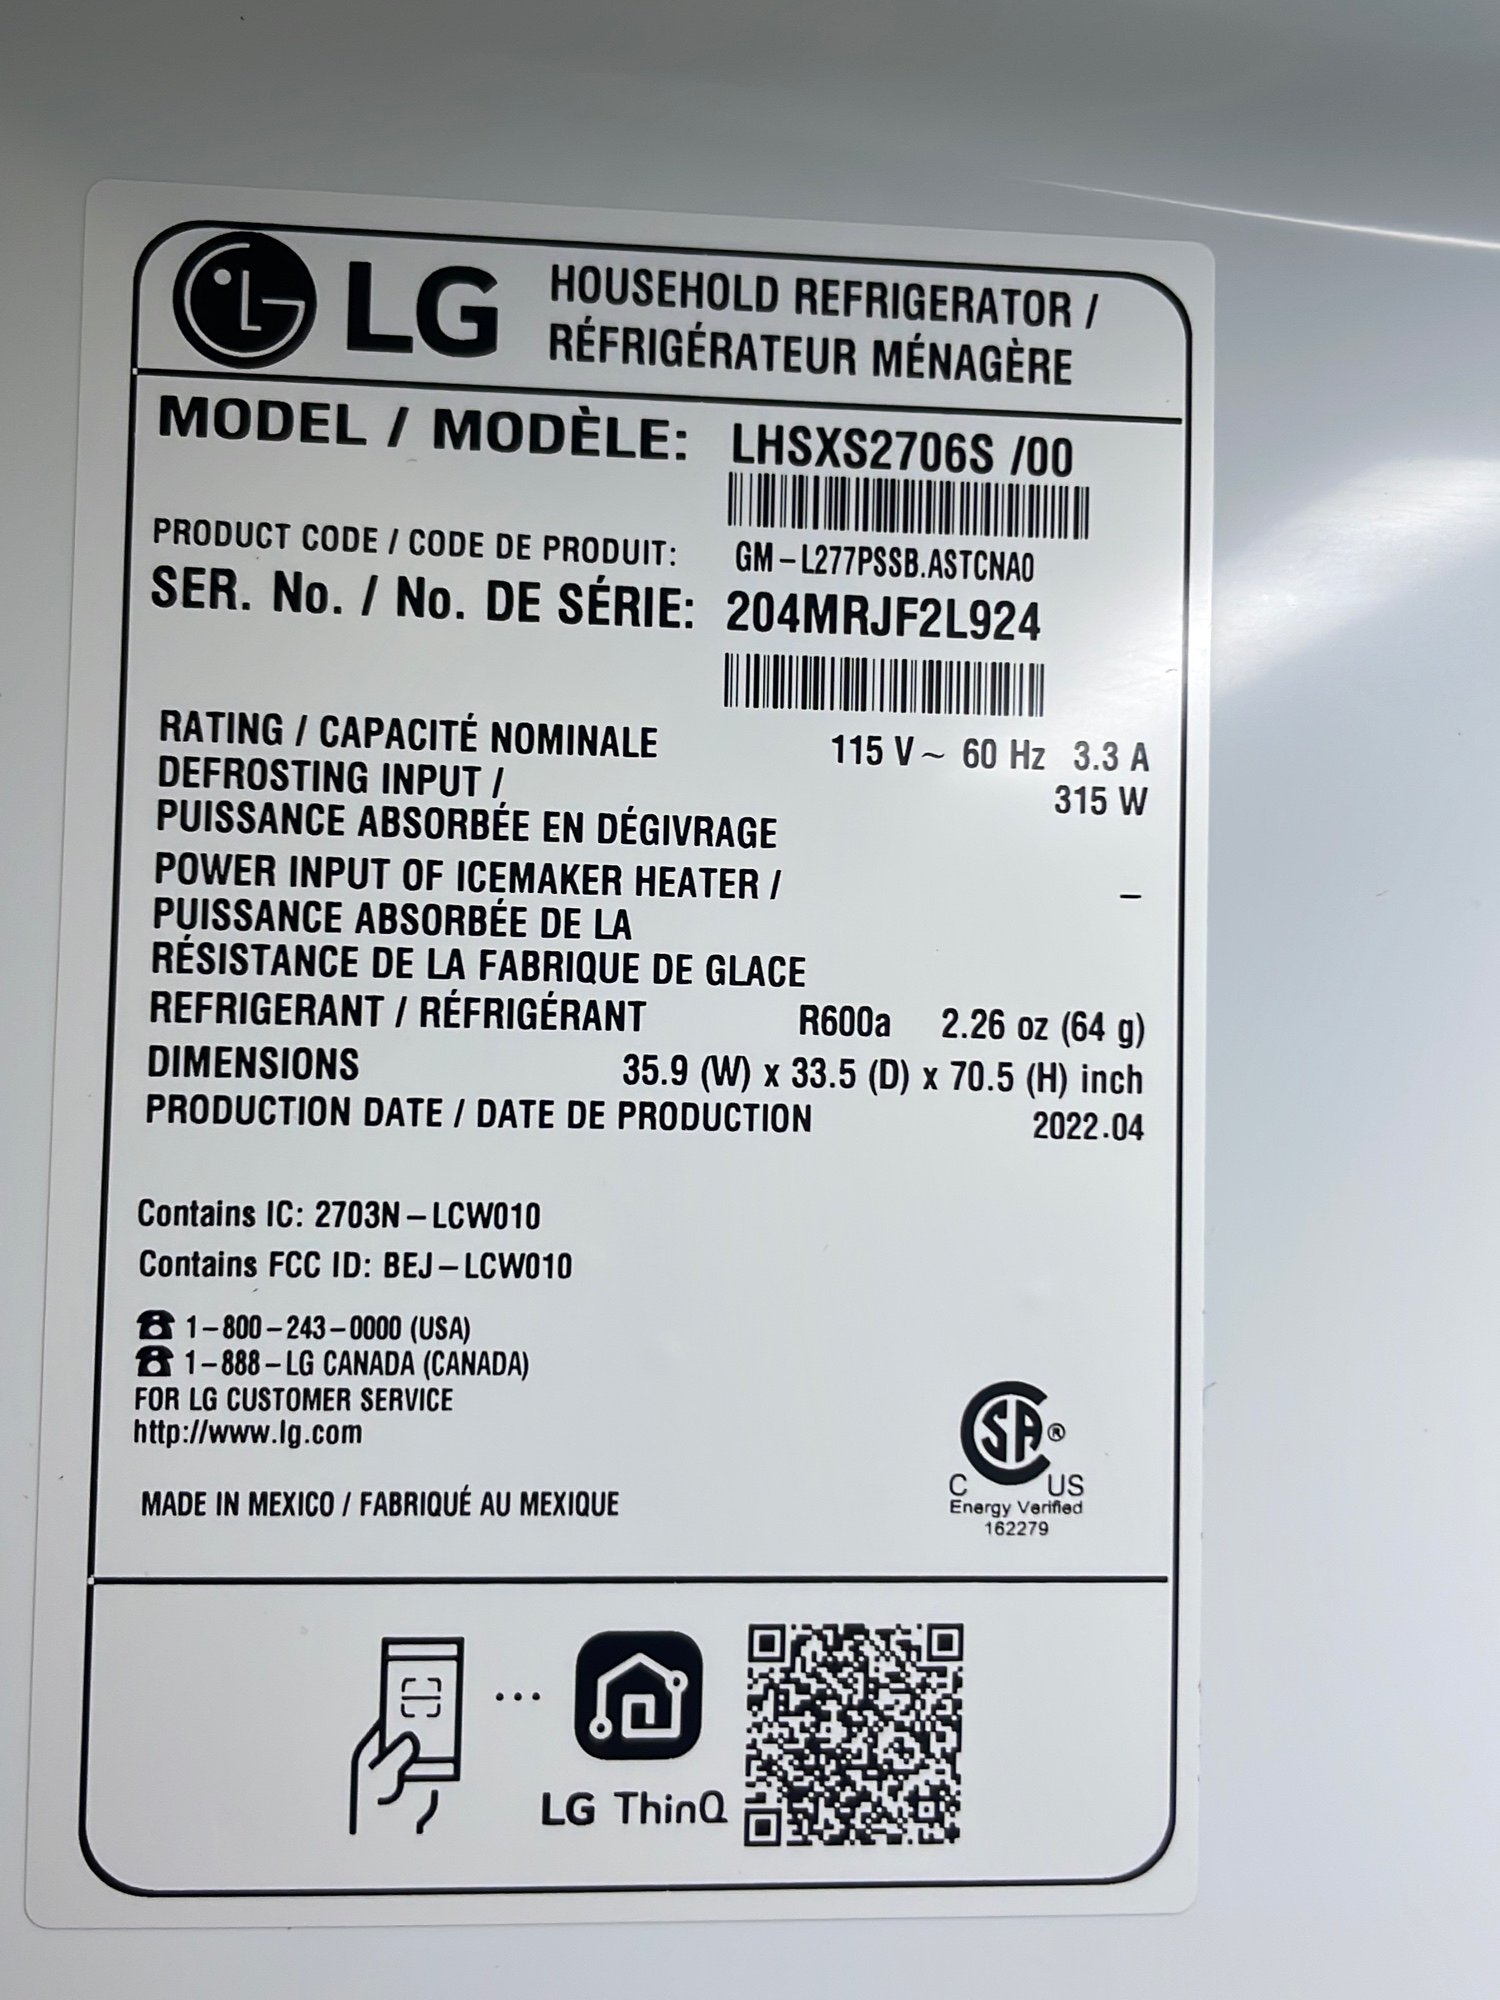 LG HOUSEHOLD REFRIGERATOR /
RÉFRIGÉRATEUR MÉNAGÈRE
MODEL / MODÈLE: LHSXS2706S /00
PRODUCT CODE / CODE DE PRODUIT: GM–L277PSSB.ASTCNA0
SER. No. / No. DE SÉRIE: 204MRJF2L924
RATING / CAPACITÉ NOMINALE 115 V~ 60 Hz 3.3 A
DEFROSTING INPUT / 315 W
PUISSANCE ABSORBÉE EN DÉGIVRAGE
POWER INPUT OF ICEMAKER HEATER / –
PUISSANCE ABSORBÉE DE LA
RÉSISTANCE DE LA FABRIQUE DE GLACE
REFRIGERANT / RÉFRIGÉRANT R600a 2.26 oz (64 g)
DIMENSIONS 35.9 (W) x 33.5 (D) x 70.5 (H) inch
PRODUCTION DATE / DATE DE PRODUCTION 2022.04
Contains IC: 2703N–LCW010
Contains FCC ID: BEJ–LCW010
1–800–243–0000 (USA)
1–888–LG CANADA (CANADA)
FOR LG CUSTOMER SERVICE
http://www.lg.com
MADE IN MEXICO / FABRIQUÉ AU MEXIQUE
CSA®
C US
Energy Verified
162279
LG ThinQ